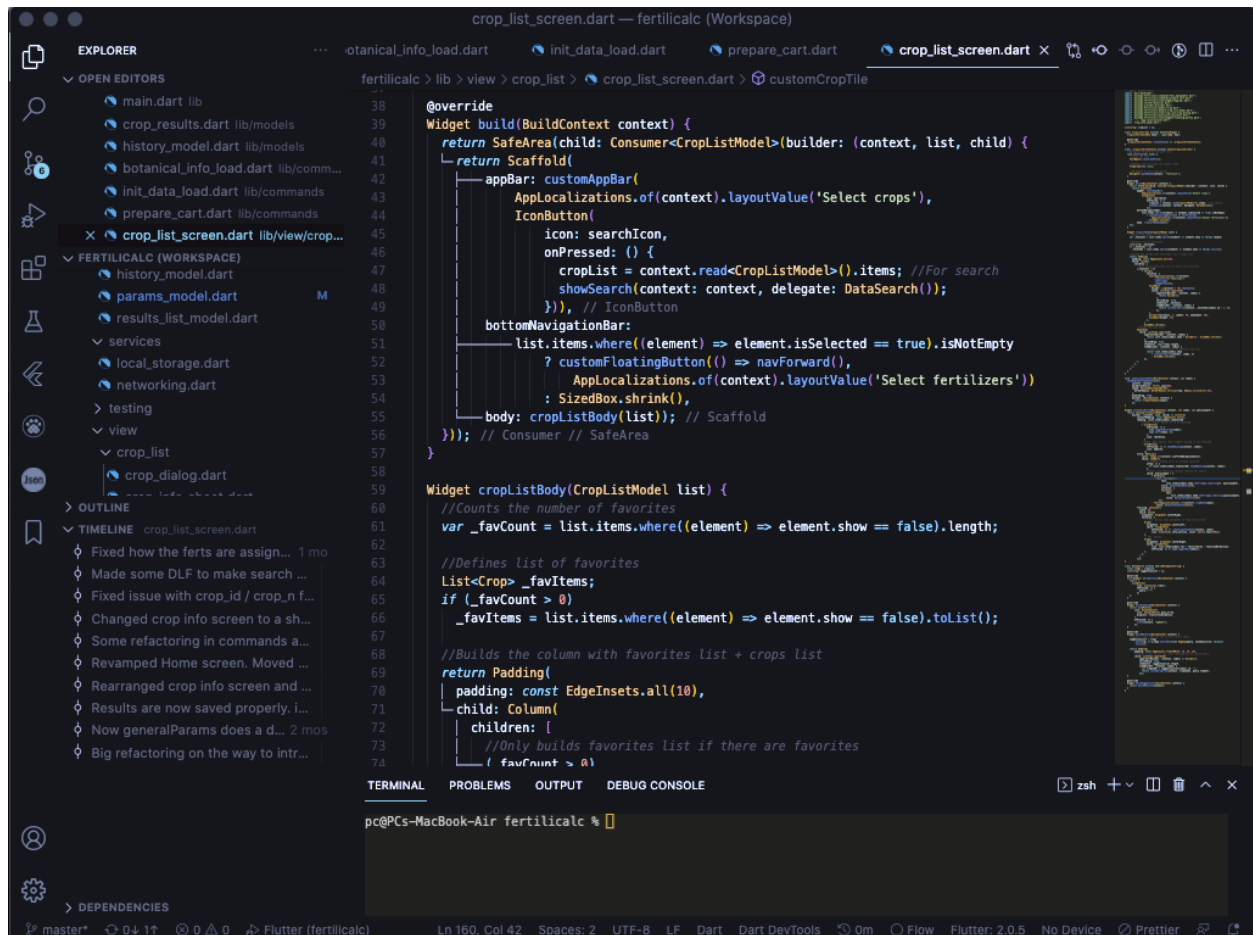 crop_list_screen.dart — fertilicalc (Workspace)
EXPLORER
OPEN EDITORS
main.dart lib
crop_results.dart lib/models
history_model.dart lib/models
botanical_info_load.dart lib/comm...
init_data_load.dart lib/commands
prepare_cart.dart lib/commands
crop_list_screen.dart lib/view/crop...
FERTILICALC (WORKSPACE)
history_model.dart
params_model.dart M
results_list_model.dart
services
local_storage.dart
networking.dart
testing
view
crop_list
crop_dialog.dart
OUTLINE
TIMELINE crop_list_screen.dart
Fixed how the ferts are assign... 1 mo
Made some DLF to make search ...
Fixed issue with crop_id / crop_n f...
Changed crop info screen to a sh...
Some refactoring in commands a...
Revamped Home screen. Moved ...
Rearranged crop info screen and ...
Results are now saved properly. i...
Now generalParams does a d... 2 mos
Big refactoring on the way to intr...
DEPENDENCIES
6
Json
otanical_info_load.dart init_data_load.dart prepare_cart.dart crop_list_screen.dart
fertilicalc > lib > view > crop_list > crop_list_screen.dart > customCropTile
38 @override
39 Widget build(BuildContext context) {
40 return SafeArea(child: Consumer<CropListModel>(builder: (context, list, child) {
41 return Scaffold(
42 appBar: customAppBar(
43 AppLocalizations.of(context).layoutValue('Select crops'),
44 IconButton(
45 icon: searchIcon,
46 onPressed: () {
47 cropList = context.read<CropListModel>().items; //For search
48 showSearch(context: context, delegate: DataSearch());
49 })), // IconButton
50 bottomNavigationBar:
51 list.items.where((element) => element.isSelected == true).isNotEmpty
52 ? customFloatingButton(() => navForward(),
53 AppLocalizations.of(context).layoutValue('Select fertilizers'))
54 : SizedBox.shrink(),
55 body: cropListBody(list)); // Scaffold
56 })); // Consumer // SafeArea
57 }
58
59 Widget cropListBody(CropListModel list) {
60 //Counts the number of favorites
61 var _favCount = list.items.where((element) => element.show == false).length;
62
63 //Defines list of favorites
64 List<Crop> _favItems;
65 if (_favCount > 0)
66 _favItems = list.items.where((element) => element.show == false).toList();
67
68 //Builds the column with favorites list + crops list
69 return Padding(
70 padding: const EdgeInsets.all(10),
71 child: Column(
72 children: [
73 //Only builds favorites list if there are favorites
74 (_favCount > 0)
TERMINAL PROBLEMS OUTPUT DEBUG CONSOLE zsh
pc@PCs-MacBook-Air fertilicalc %
master* 0↓ 1↑ 0 0 Flutter (fertilicalc) Ln 160, Col 42 Spaces: 2 UTF-8 LF Dart Dart DevTools 0m Flow Flutter: 2.0.5 No Device Prettier